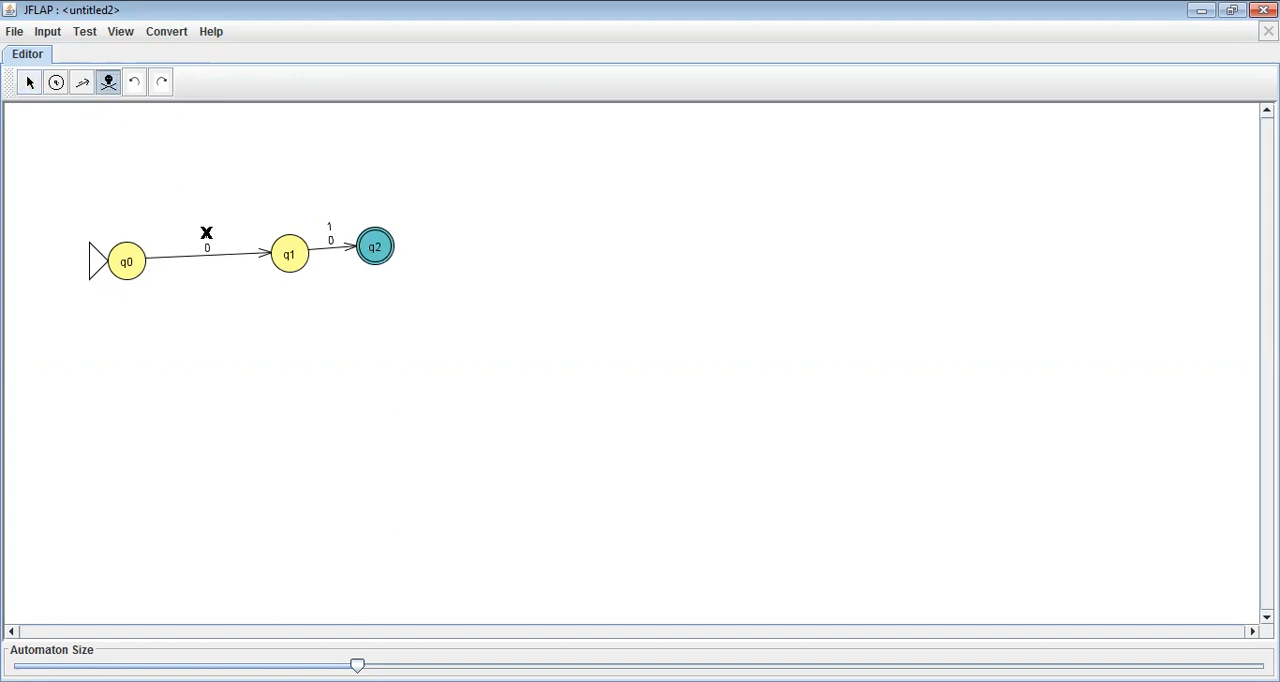 JFLAP : <untitled2>
File Input Test View Convert Help
Editor
1
0
0
q0
q1
q2
Automaton Size